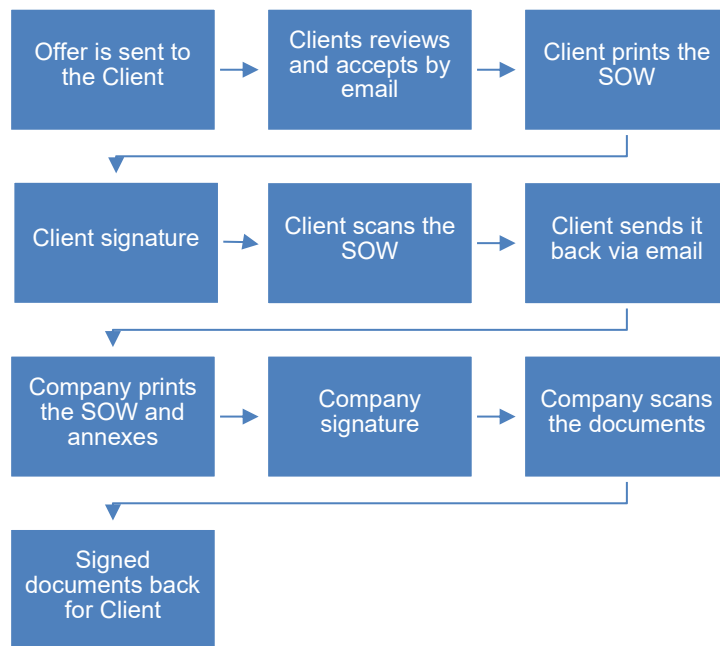 Offer is sent to
the Client
Clients reviews
and accepts by
email
Client prints the
SOW
Client signature
Client scans the
SOW
Client sends it
back via email
Company prints
the SOW and
annexes
Company
signature
Company scans
the documents
Signed
documents back
for Client